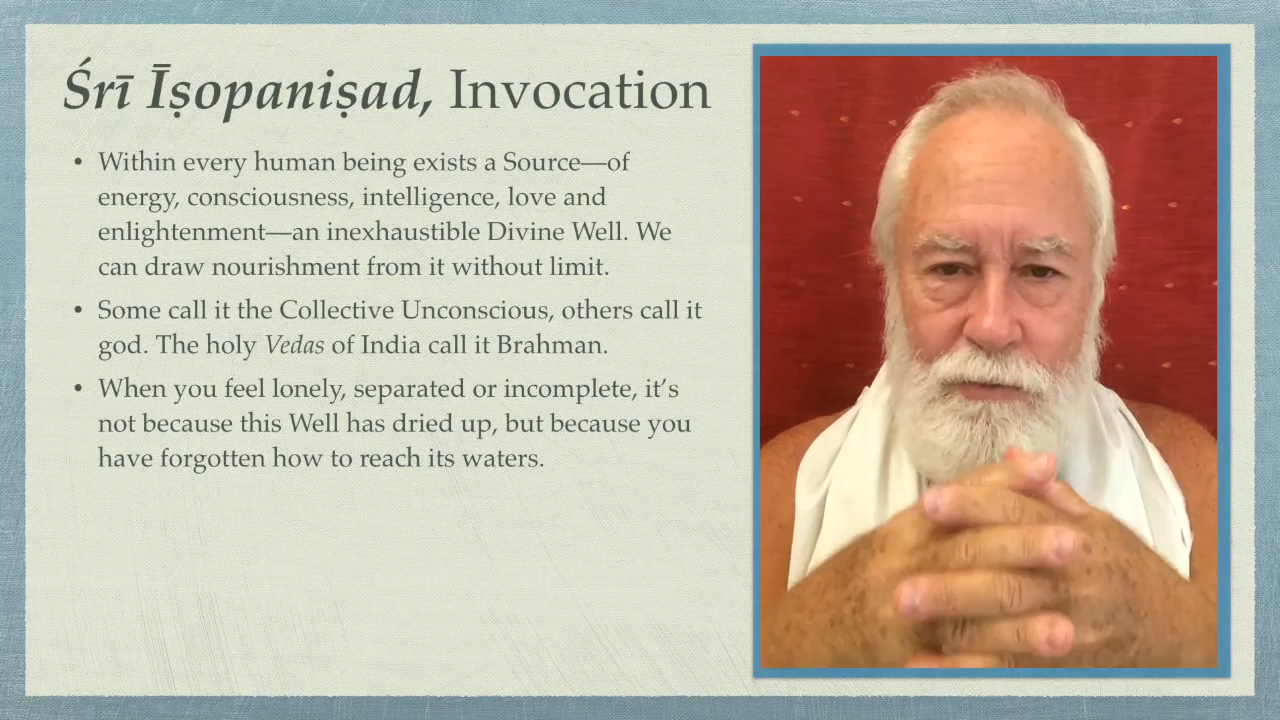 Śrī Īṣopaniṣad, Invocation
• Within every human being exists a Source—of
energy, consciousness, intelligence, love and
enlightenment—an inexhaustible Divine Well. We
can draw nourishment from it without limit.
• Some call it the Collective Unconscious, others call it
god. The holy Vedas of India call it Brahman.
• When you feel lonely, separated or incomplete, it’s
not because this Well has dried up, but because you
have forgotten how to reach its waters.